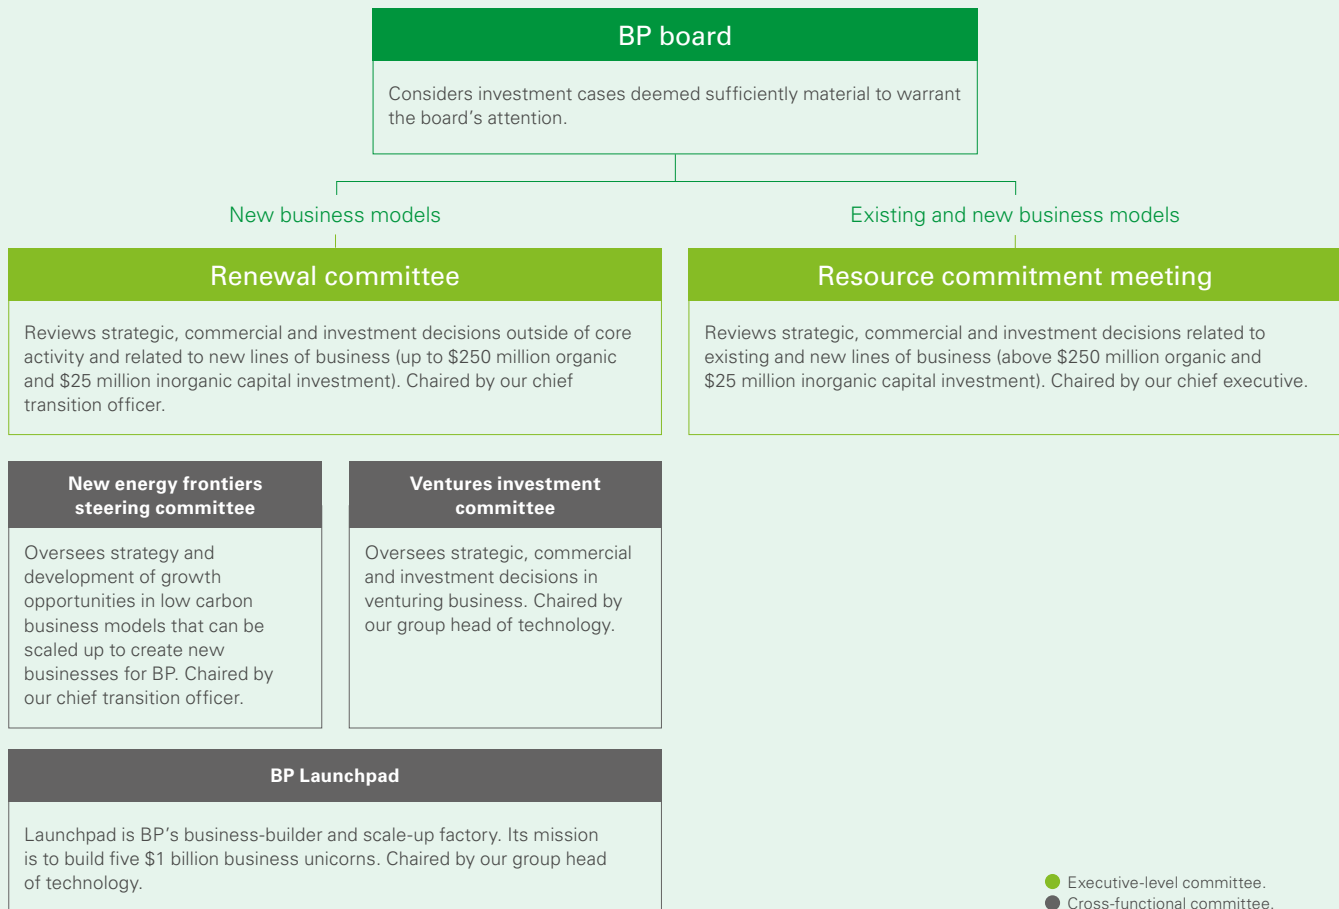 BP board
Considers investment cases deemed sufficiently material to warrant
the board's attention.
New business models
Existing and new business models
Renewal committee
Reviews strategic, commercial and investment decisions outside of core
activity and related to new lines of business (up to $250 million organic
and $25 million inorganic capital investment). Chaired by our chief
transition officer.
Resource commitment meeting
Reviews strategic, commercial and investment decisions related to
existing and new lines of business (above $250 million organic and
$25 million inorganic capital investment). Chaired by our chief executive.
New energy frontiers
steering committee
Oversees strategy and
development of growth
opportunities in low carbon
business models that can be
scaled up to create new
businesses for BP. Chaired by
our chief transition officer.
Ventures investment
committee
Oversees strategic, commercial
and investment decisions in
venturing business. Chaired by
our group head of technology.
BP Launchpad
Launchpad is BP's business-builder and scale-up factory. Its mission
is to build five $1 billion business unicorns. Chaired by our group head
of technology.
Executive-level committee.
Cross-functional committee.